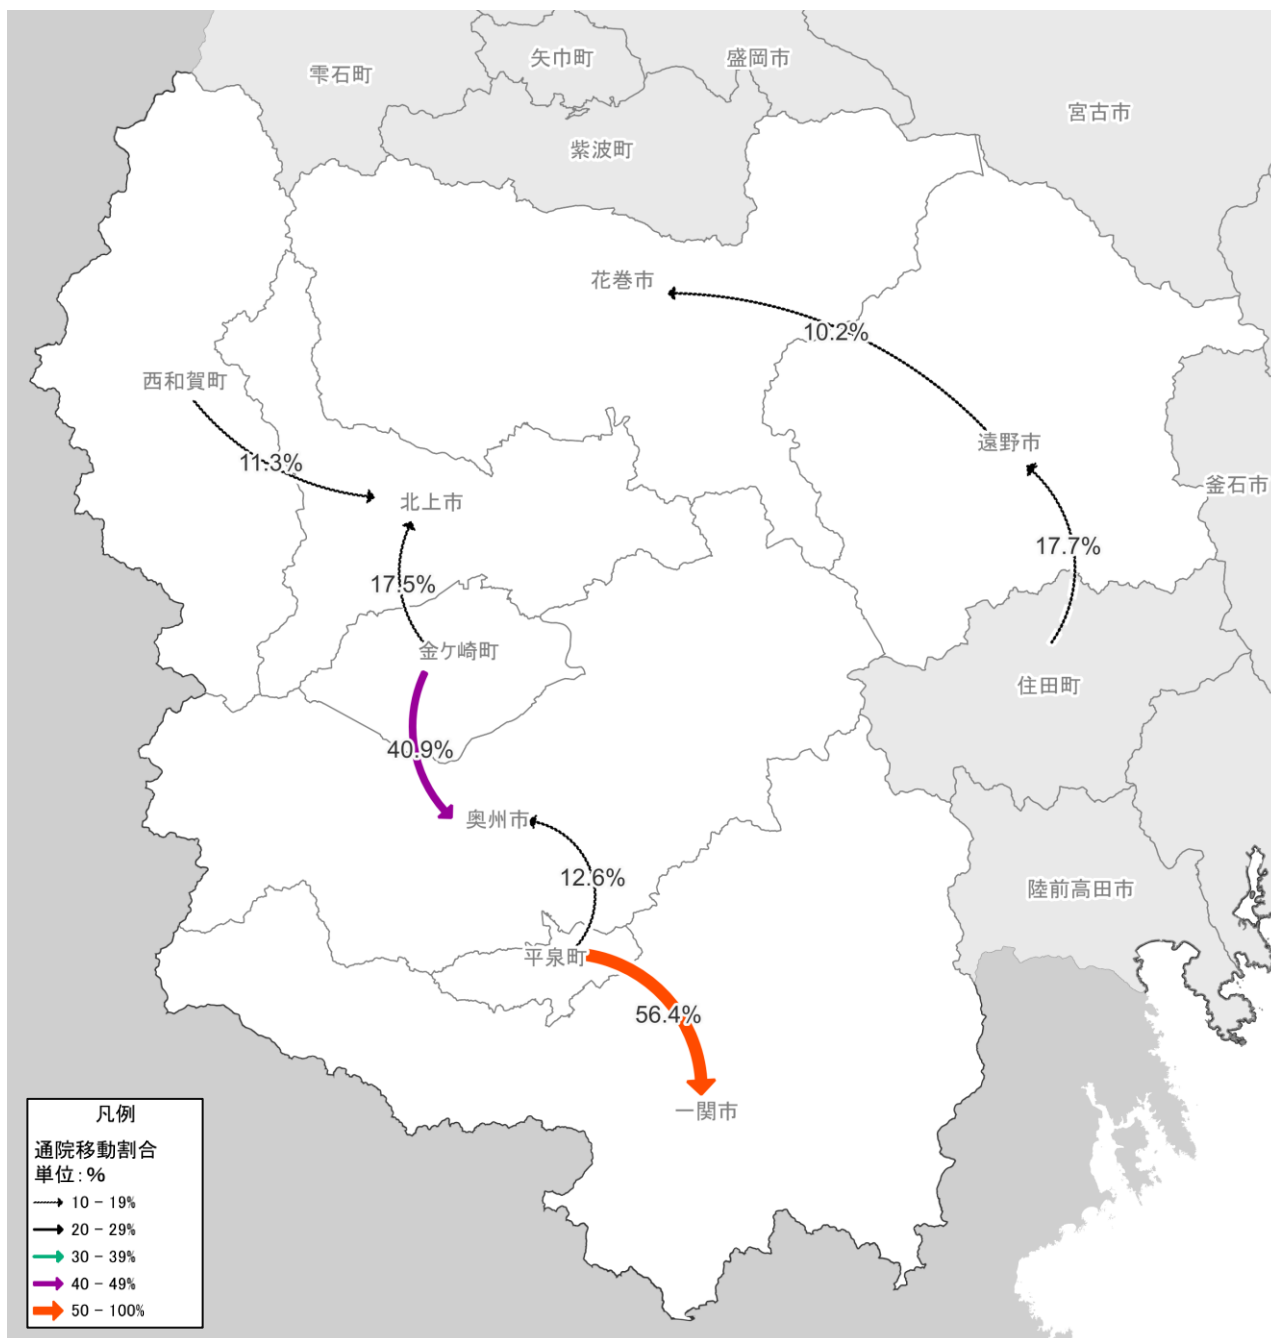 矢巾町
盛岡市
雫石町
宮古市
紫波町
花巻市
10.2%
西和賀町
遠野市
11.3%
釜石市
北上市
17.7%
17.5%
金ケ崎町
住田町
40.9%
奥州市
12.6%
陸前高田市
平泉町
56.4%
一関市
凡例
通院移動割合
単位：%
10 - 19%
20 - 29%
30 - 39%
40 - 49%
50 - 100%